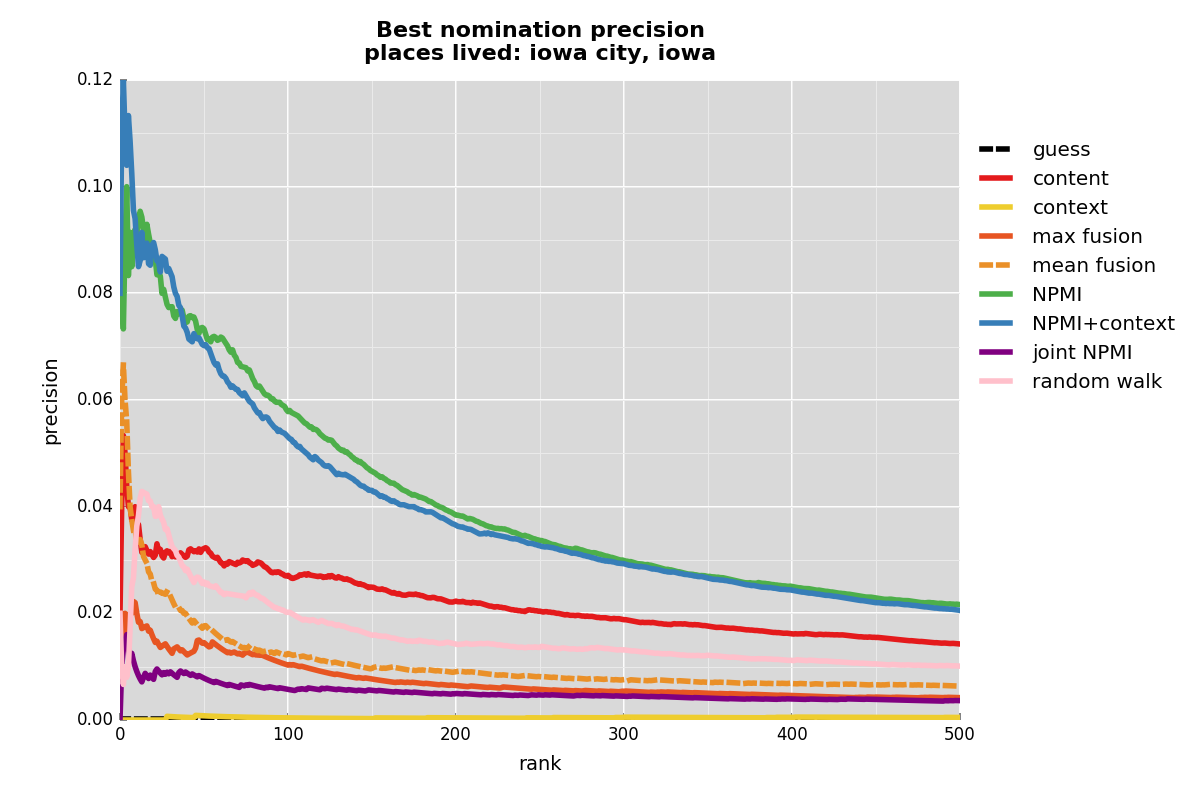 Best nomination precision
places lived: iowa city, iowa
0.12
0.10
0.08
0.06
0.04
0.02
0.00
precision
0
100
200
300
400
500
rank
guess
content
context
max fusion
mean fusion
NPMI
NPMI+context
joint NPMI
random walk